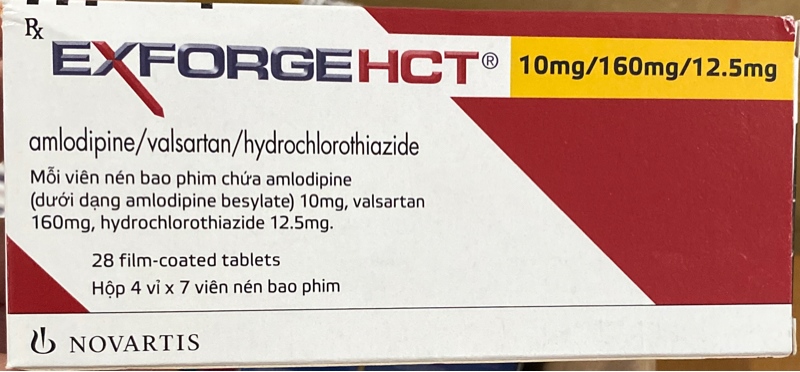 Rx
EXFORGE HCT® 10mg/160mg/12.5mg
amlodipine/valsartan/hydrochlorothiazide
Mỗi viên nén bao phim chứa amlodipine
(dưới dạng amlodipine besylate) 10mg, valsartan
160mg, hydrochlorothiazide 12.5mg.
28 film-coated tablets
Hộp 4 vỉ x 7 viên nén bao phim
NOVARTIS